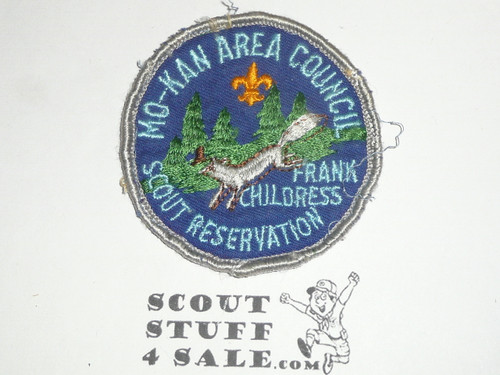 MO-KAN AREA COUNCIL
FRANK
CHILDRESS
SCOUT RESERVATION
SCOUT
STUFF
4 SALE.COM